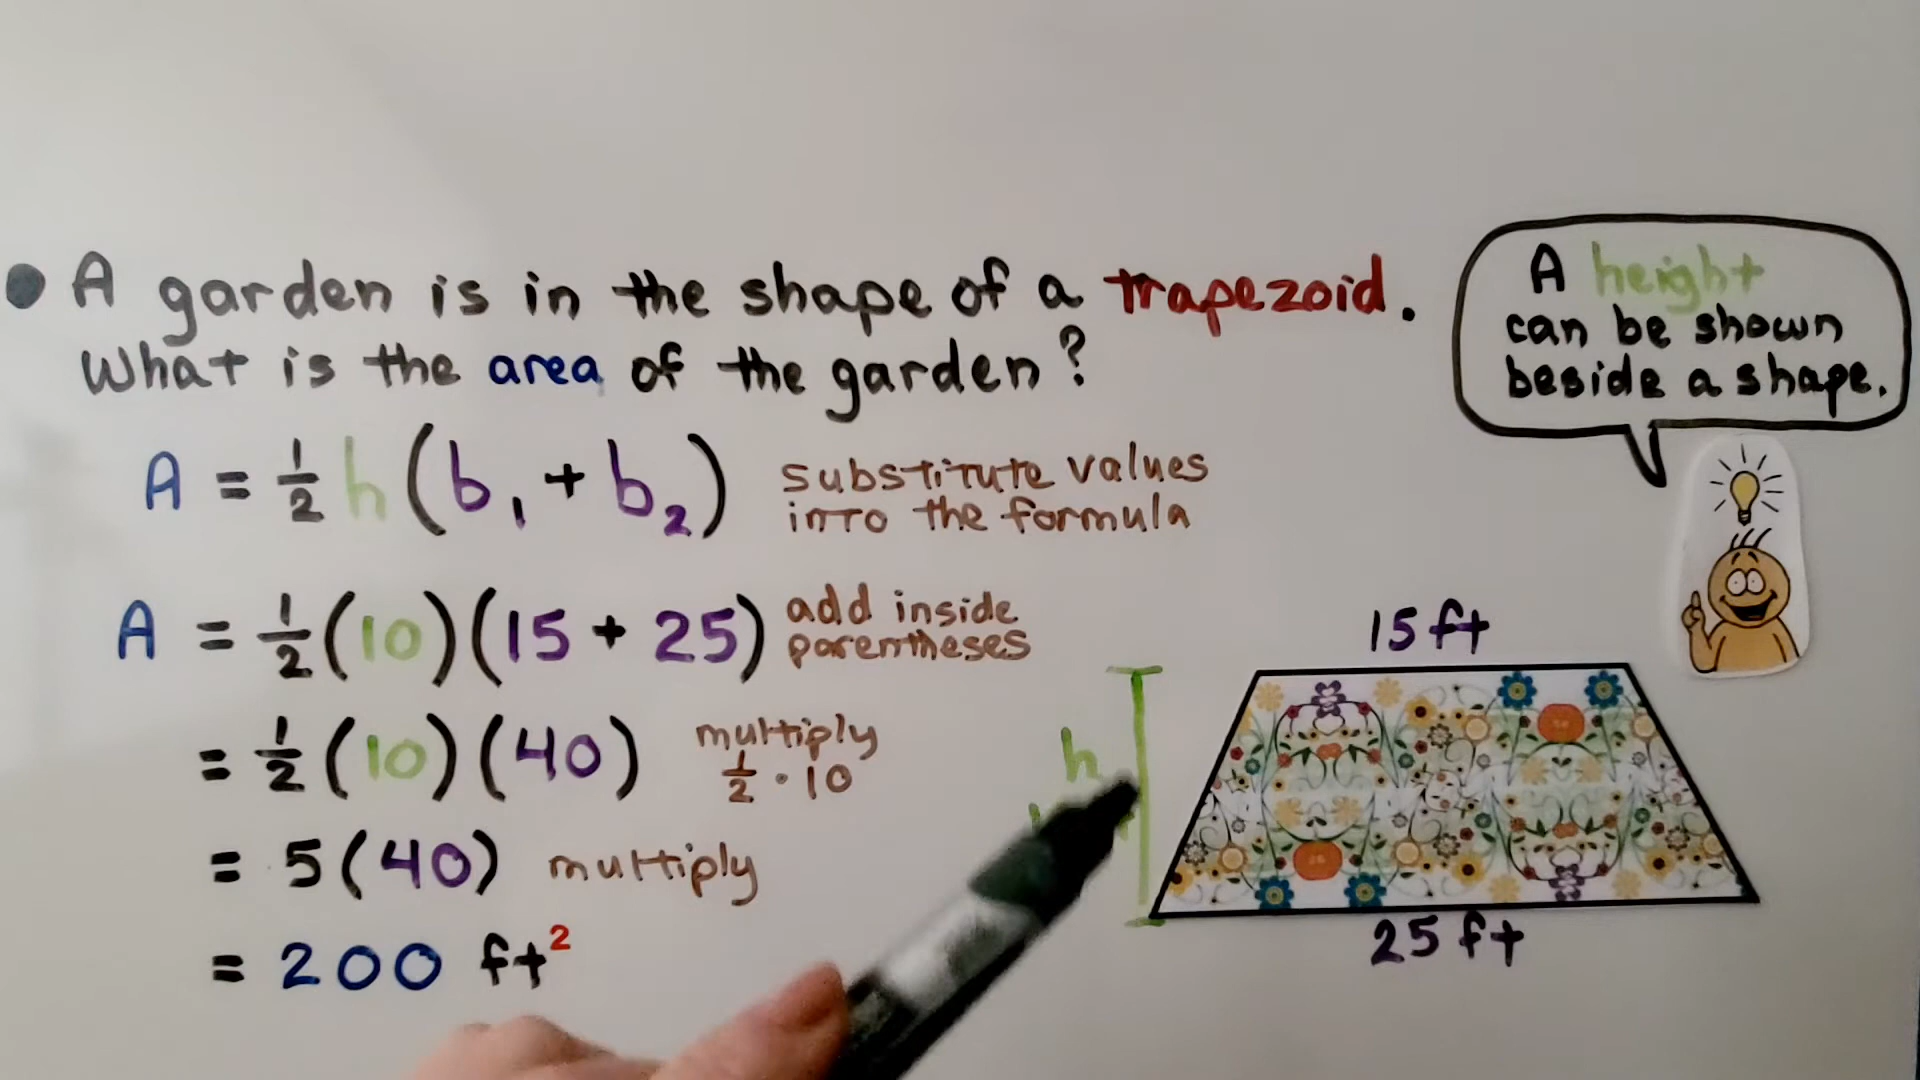 A garden is in the shape of a trapezoid.
What is the area of the garden?
A height
can be shown
beside a shape.
A = 1/2 h (b₁ + b₂)
substitute values
into the formula
A = 1/2 (10)(15 + 25)
add inside
parentheses
= 1/2 (10)(40)
multiply
1/2 · 10
= 5(40) multiply
= 200 ft²
15 ft
h
25 ft